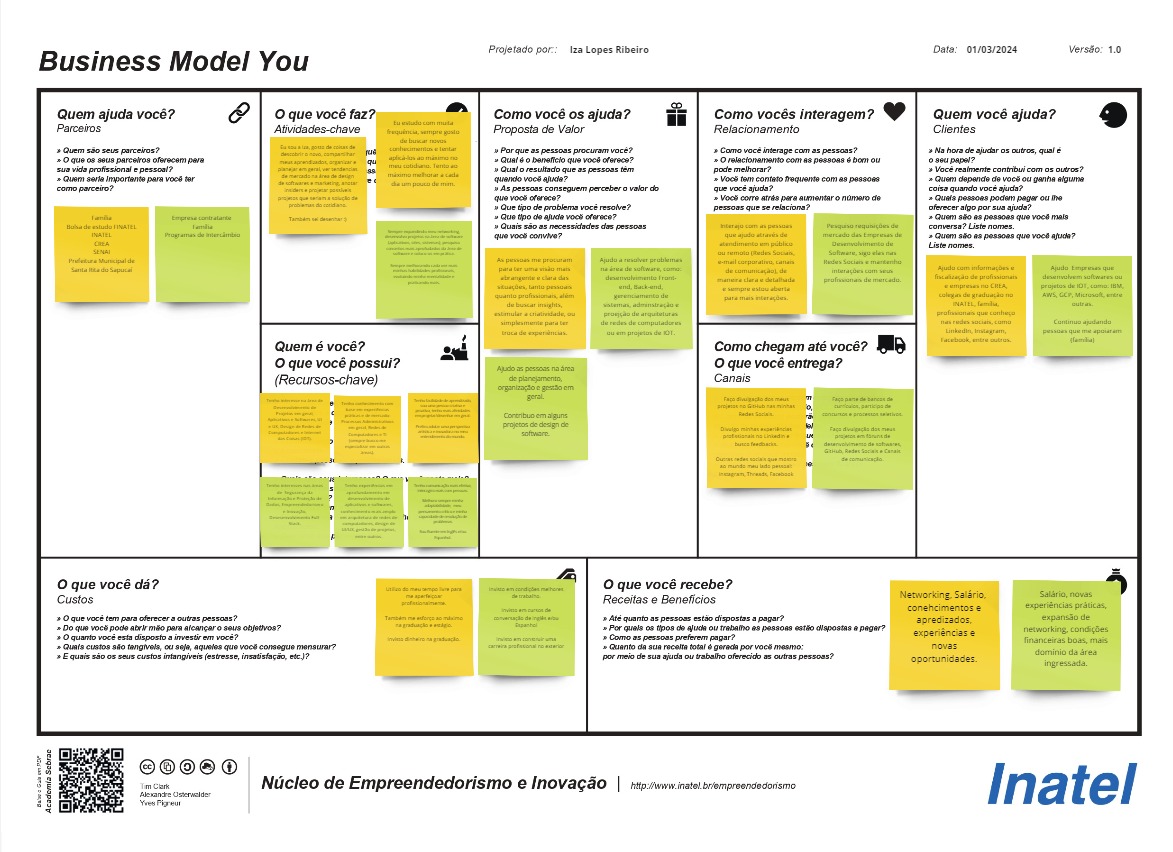 Business Model You
Projetado por:: Iza Lopes Ribeiro
Data: 01/03/2024
Versão: 1.0
Quem ajuda você?
Parceiros
» Quem são seus parceiros?
» O que os seus parceiros oferecem para
sua vida profissional e pessoal?
» Quem seria importante para você ter
como parceiro?
Família
Bolsa de estudo FINATEL
INATEL
CREA
SENAI
Prefeitura Municipal de
Santa Rita do Sapucaí
Empresa contratante
Família
Programas de Intercâmbio
O que você faz?
Atividades-chave
Eu sou a Iza, gosto de coisas de
descobrir o novo, compartilhar
meus aprendizados, organizar e
planejar em geral, ver tendencias
de mercado na área de design
de softwares e marketing, anotar
insiders e projetar possíveis
projetos que seriam a solução de
problemas do cotidiano.
Também sei desenhar :)
Eu estudo com muita
frequência, sempre gosto
de buscar novos
conhecimentos e tentar
aplicá-los ao máximo no
meu cotidiano. Tento ao
máximo melhorar a cada
dia um pouco de mim.
Quem é você?
O que você possui?
(Recursos-chave)
Como você os ajuda?
Proposta de Valor
» Por que as pessoas procuram você?
» Qual é o benefício que você oferece?
» Qual o resultado que as pessoas têm
quando você ajuda?
» As pessoas conseguem perceber o valor do
que você oferece?
» Que tipo de problema você resolve?
» Que tipo de ajuda você oferece?
» Quais são as necessidades das pessoas
que você convive?
As pessoas me procuram
para ter uma visão mais
abrangente e clara das
situações, tanto pessoais
quanto profissionais, além
de buscar insights,
estimular a criatividade, ou
simplesmente para ter
troca de experiências.
Ajudo a resolver problemas
na área de software, como:
desenvolvimento Front-
end, Back-end,
gerenciamento de
sistemas, adminstração e
proejção de arquiteturas
de redes de computadores
ou em projetos de IOT.
Ajudo as pessoas na área
de planejamento,
organização e gestão em
geral.
Contribuo em alguns
projetos de design de
software.
Como vocês interagem?
Relacionamento
» Como você interage com as pessoas?
» O relacionamento com as pessoas é bom ou
pode melhorar?
» Você tem contato frequente com as pessoas
que você ajuda?
» Você corre atrás para aumentar o número de
pessoas que se relaciona?
Interajo com as pessoas
que ajudo através de
atendimento em público
ou remoto (Redes Sociais,
e-mail corporativo, canais
de comunicação), de
maneira clara e detalhada
e sempre estou aberta
para mais interações.
Pesquiso requisições de
mercado das Empresas de
Desenvolvimento de
Software, sigo elas nas
Redes Sociais e mantenho
interações com seus
profissionais de mercado.
Como chegam até você?
O que você entrega?
Canais
Faço divulgação dos meus
projetos no GitHub nas minhas
Redes Sociais.
Divulgo minhas experiências
profissionais no Linkedin e
busco feedbacks.
Outras redes sociais que mostro
ao mundo meu lado pessoal:
Instagram, Threads, Facebook
Faço parte de bancos de
currículos, participo de
concursos e processos seletivos.
Faço divulgação dos meus
projetos em fóruns de
desenvolvimento de softwares,
GitHub, Redes Sociais e Canais
de comunicação.
Quem você ajuda?
Clientes
» Na hora de ajudar os outros, qual é
o seu papel?
» Você realmente contribui com os outros?
» Quem depende de você ou ganha alguma
coisa quando você ajuda?
» Quais pessoas podem pagar ou lhe
oferecer algo por sua ajuda?
» Quem são as pessoas que você mais
conversa? Liste nomes.
» Quem são as pessoas que você ajuda?
Liste nomes.
Ajudo com informações e
fiscalização de profissionais
e empresas no CREA,
colegas de graduação no
INATEL, família,
profissionais que conheço
nas redes sociais, como
LinkedIn, Instagram,
Facebook, entre outros.
Ajudo Empresas que
desenvolvem softwares ou
projetos de IOT, como: IBM,
AWS, GCP, Microsoft, entre
outras.
Continuo ajudando
pessoas que me apoaram
(família)
O que você dá?
Custos
» O que você tem para oferecer a outras pessoas?
» Do que você pode abrir mão para alcançar o seus objetivos?
» O quanto você esta disposto a investir em você?
» Quais custos são tangíveis, ou seja, aqueles que você consegue mensurar?
» E quais são os seus custos intangíveis (estresse, insatisfação, etc.)?
Utilizo do meu tempo livre para
me aperfeiçoar
profissionalmente.
Também me esforço ao máximo
na graduação e estágio.
Invisto dinheiro na graduação.
Invisto em condições melhores,
de trabalho.
Invisto em cursos de
conversação de Inglês e/ou
Espanhol
Invisto em construir uma
carreira profissional no exterior
O que você recebe?
Receitas e Benefícios
» Até quanto as pessoas estão dispostas a pagar?
» Por quais os tipos de ajuda ou trabalho as pessoas estão dispostas a pagar?
» Como as pessoas preferem pagar?
» Quanto da sua receita total é gerada por você mesmo:
por meio de sua ajuda ou trabalho oferecido as outras pessoas?
Networking, Salário,
conehcimentos e
apredizados,
experiências e
novas
oportunidades.
Salário, novas
experiências práticas,
expansão de
networking, condições
financeiras boas, mais
domínio da área
ingressada.
Baixe o Guia em PDF
Academia Sebrae
Tim Clark
Alexandre Osterwalder
Yves Pigneur
Núcleo de Empreendedorismo e Inovação | http://www.inatel.br/empreendedorismo
Inatel